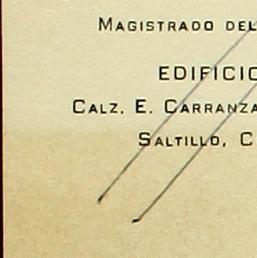 MAGISTRADO DEL
EDIFICIO
CALZ. E. CARRANZA
SALTILLO, C